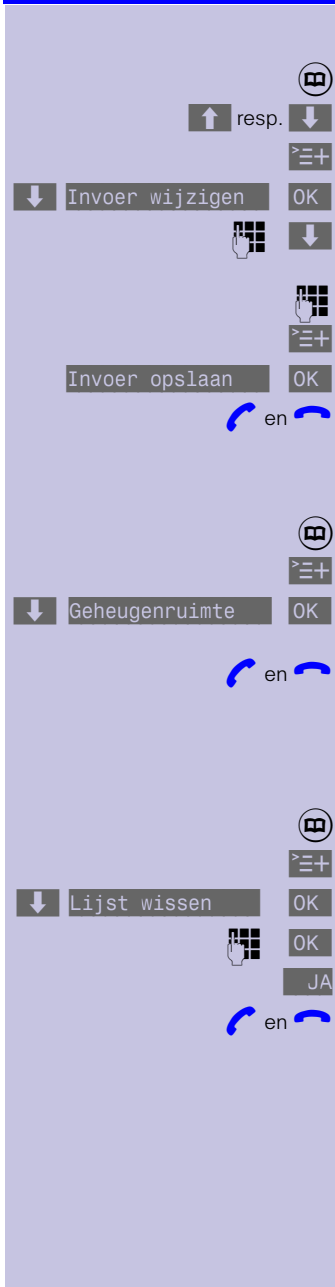 resp.
Invoer wijzigen OK
Invoer opslaan OK
en
Geheugenruimte OK
en
Lijst wissen OK
OK
JA
en